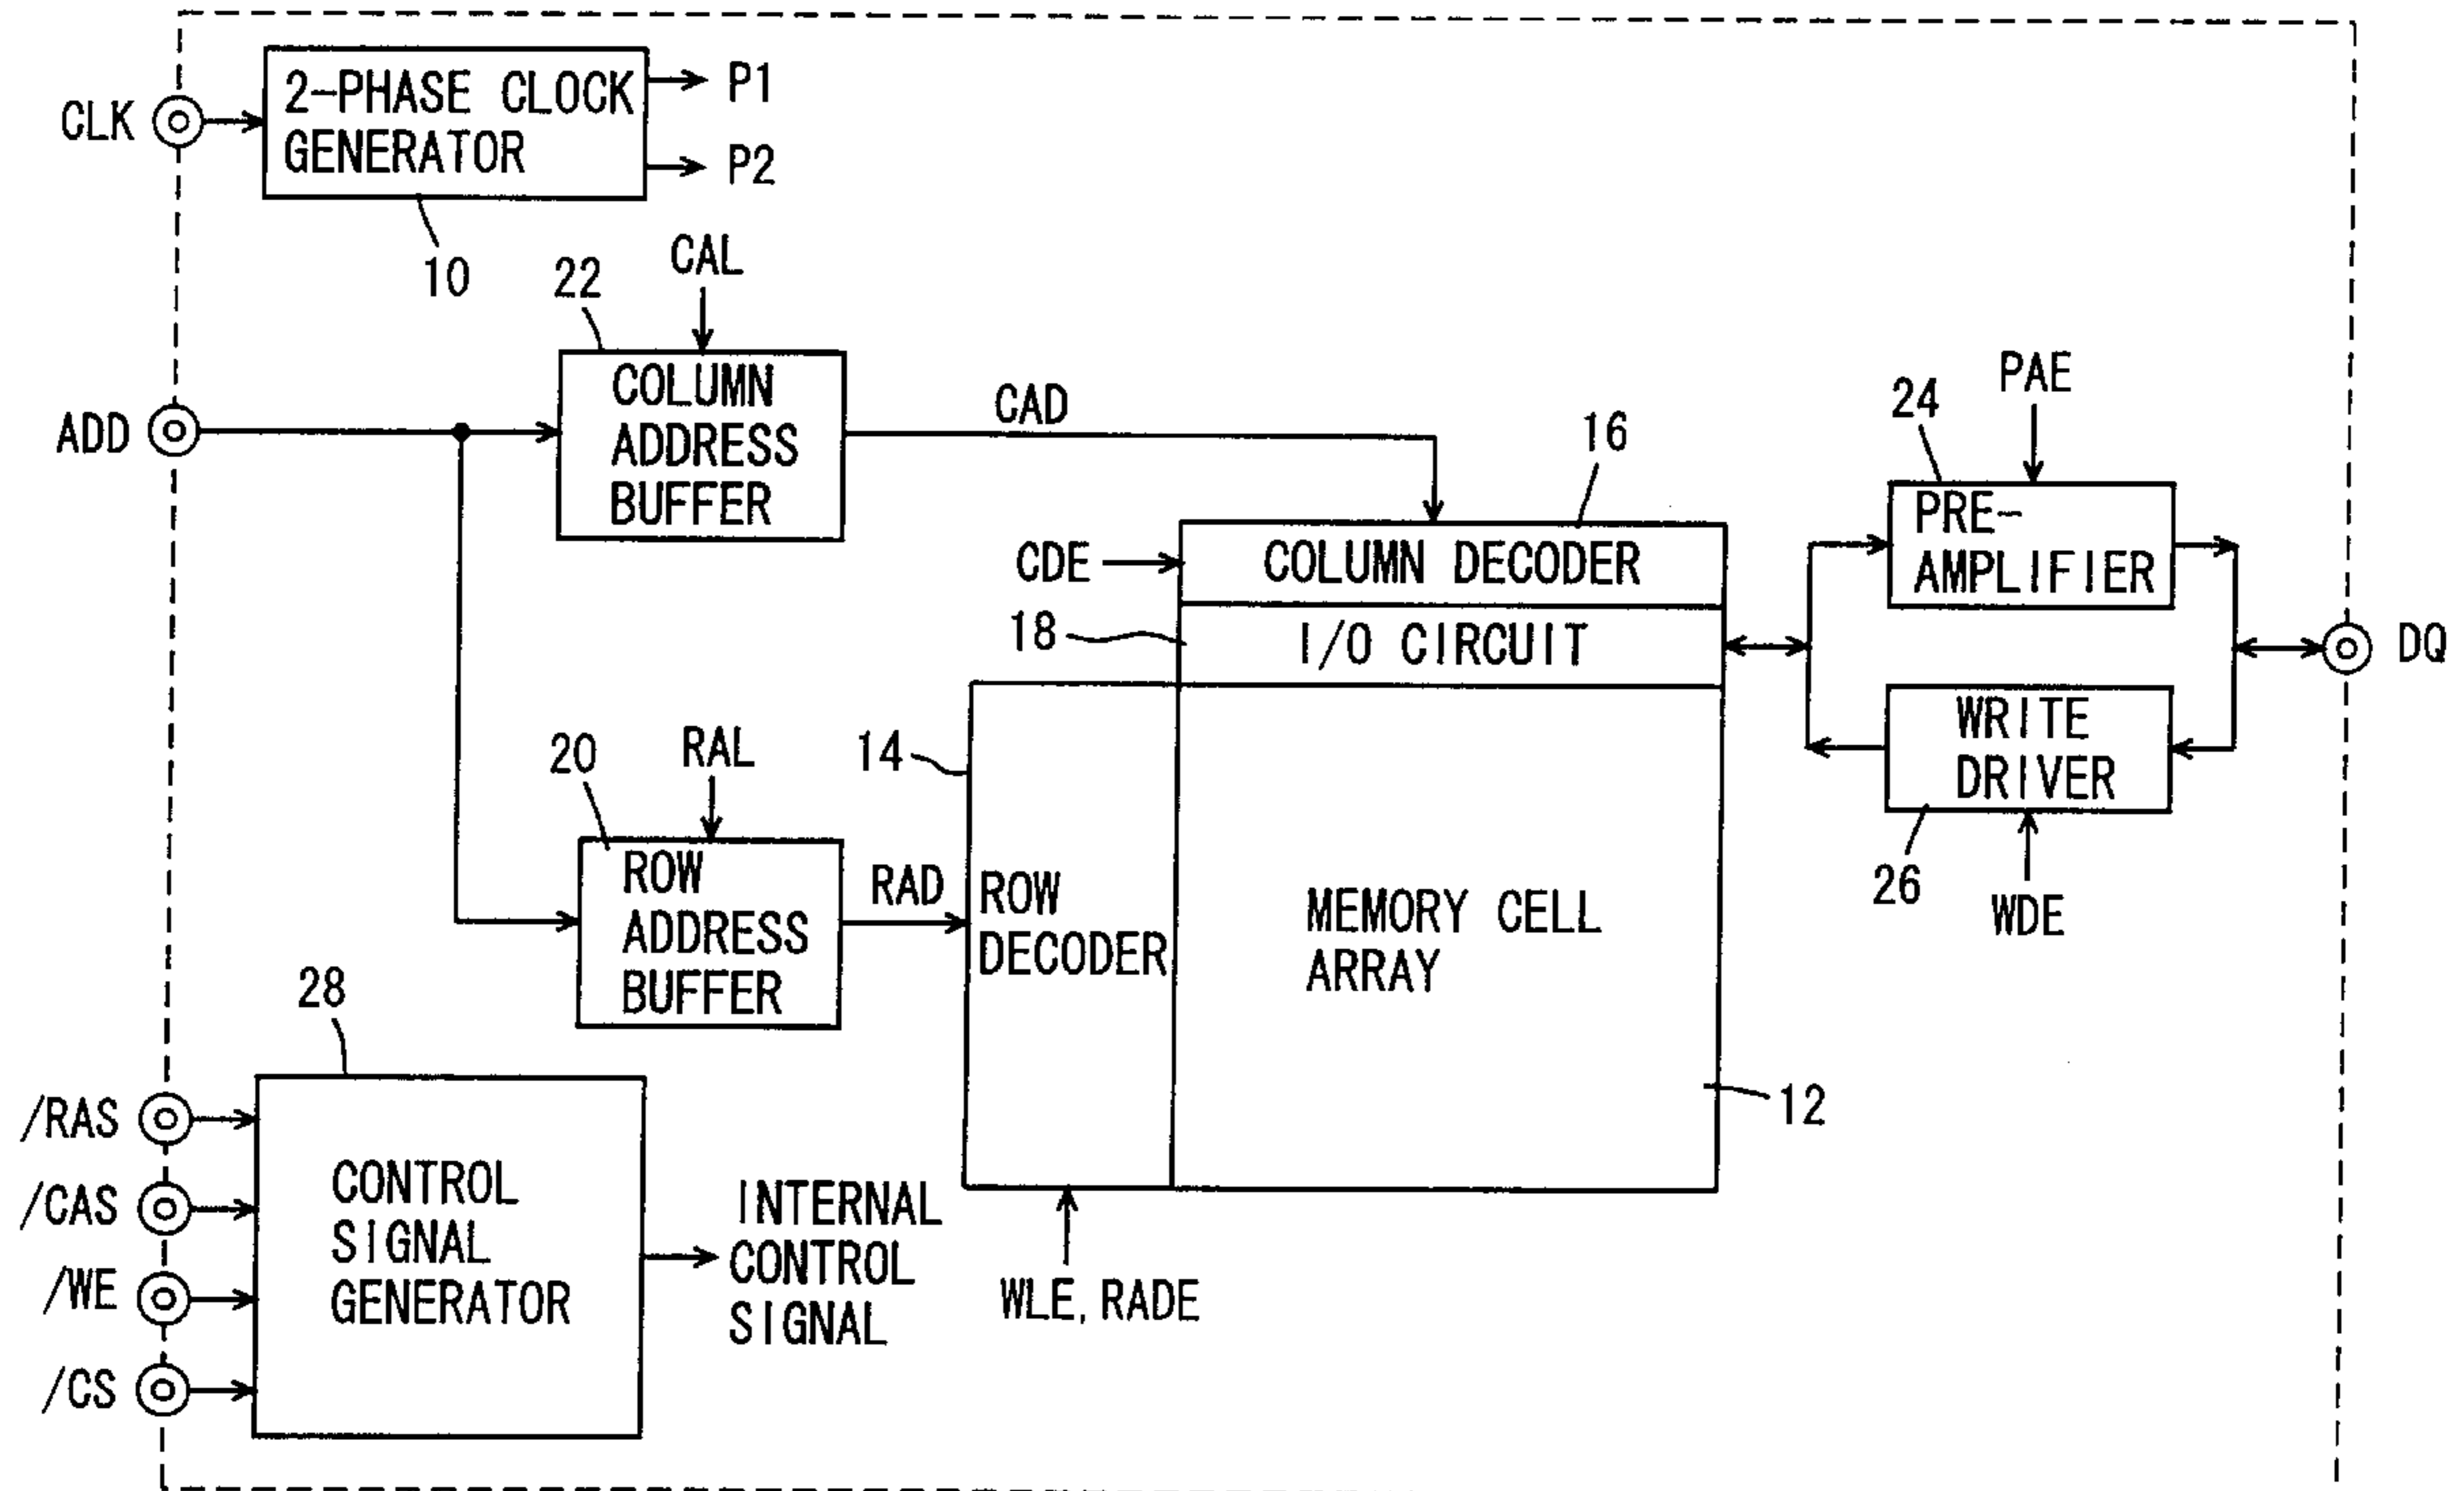 CLK
2-PHASE CLOCK
GENERATOR
P1
P2
10
22
CAL
COLUMN
ADDRESS
BUFFER
ADD
CAD
16
24
PAE
PRE-
AMPLIFIER
CDE
COLUMN DECODER
18
I/O CIRCUIT
DQ
WRITE
DRIVER
26
WDE
20
RAL
14
ROW
ADDRESS
BUFFER
RAD
ROW
DECODER
MEMORY CELL
ARRAY
12
28
/RAS
/CAS
/WE
/CS
CONTROL
SIGNAL
GENERATOR
INTERNAL
CONTROL
SIGNAL
WLE, RADE